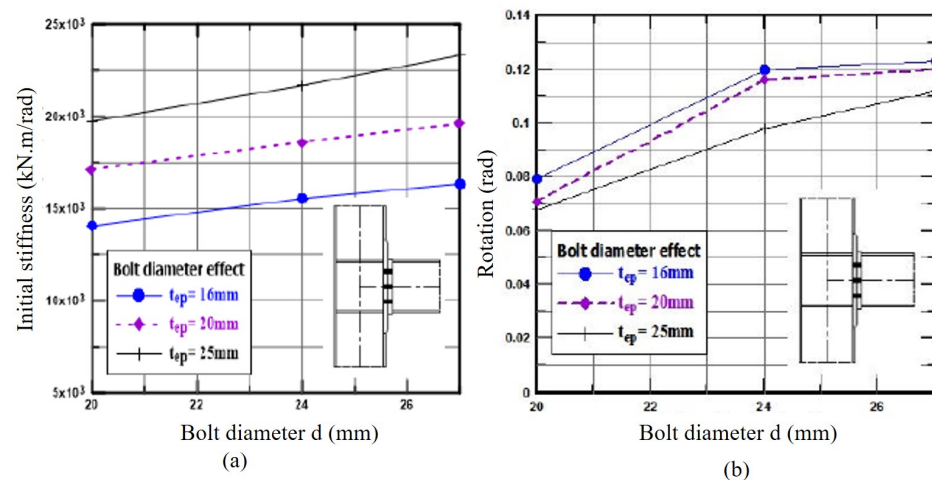 (a)
25x10³
20x10³
15x10³
10x10³
5x10³
Initial stiffness (kN.m/rad)
Bolt diameter effect
tₑₚ= 16mm
tₑₚ= 20mm
tₑₚ= 25mm
20 22 24 26
Bolt diameter d (mm)
(a)
(b)
0.14
0.12
0.1
0.08
0.06
0.04
0.02
0
Rotation (rad)
Bolt diameter effect
tₑₚ= 16mm
tₑₚ= 20mm
tₑₚ= 25mm
20 22 24 26
Bolt diameter d (mm)
(b)